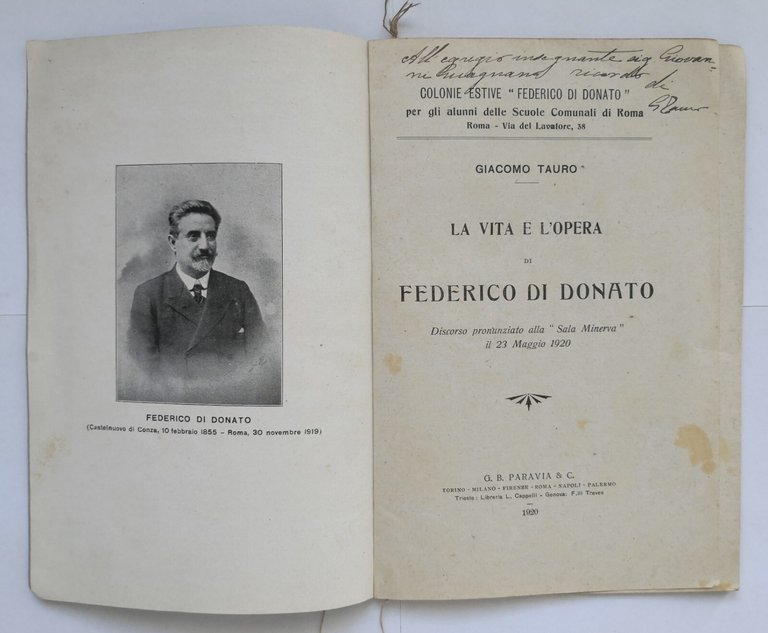 FEDERICO DI DONATO
(Castelnuovo di Conza, 10 febbraio 1855 - Roma, 30 novembre 1919)
All egregio insegnante sig Giovan-
ni ricordo
di
G Tauro
COLONIE ESTIVE "FEDERICO DI DONATO"
per gli alunni delle Scuole Comunali di Roma
Roma - Via del Lavatore, 38
GIACOMO TAURO
LA VITA E L'OPERA
DI
FEDERICO DI DONATO
Discorso pronunziato alla "Sala Minerva"
il 23 Maggio 1920
G. B. PARAVIA & C.
TORINO - MILANO - FIRENZE - ROMA - NAPOLI - PALERMO
Trieste: Libreria L. Cappelli - Genova: F.lli Treves
1920